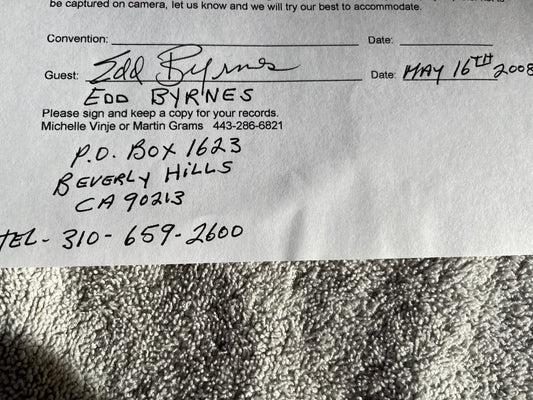 be captured on camera, let us know and we will try our best to accommodate.
Convention: Date:
Guest: Edd Byrnes Date: MAY 16TH 2008
EDD BYRNES
Please sign and keep a copy for your records.
Michelle Vinje or Martin Grams 443-286-6821
P.O. BOX 1623
BEVERLY HILLS
CA 90213
TEL- 310-659-2600